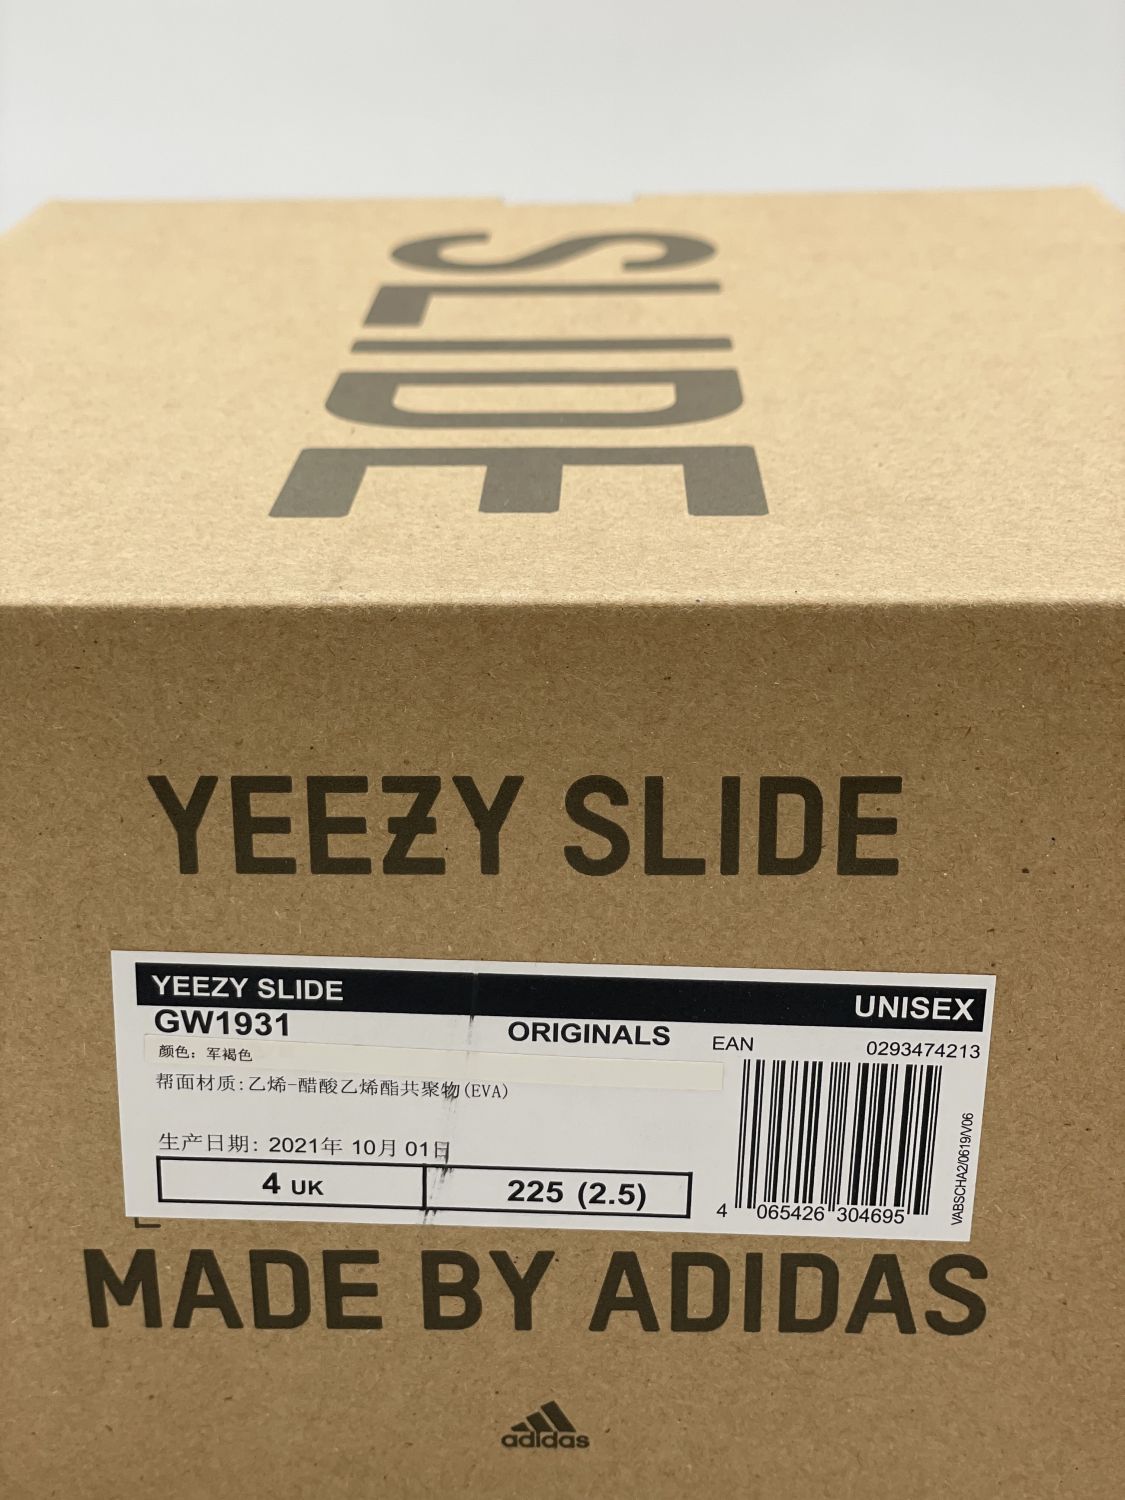 SLIDE
YEEZY SLIDE
YEEZY SLIDE UNISEX
GW1931 ORIGINALS EAN 0293474213
颜色：军褐色
帮面材质:乙烯-醋酸乙烯酯共聚物(EVA)
生产日期: 2021年 10月 01日
4 UK 225 (2.5)
4 065426 304695
VABSCHA2/0619/V06
MADE BY ADIDAS
adidas